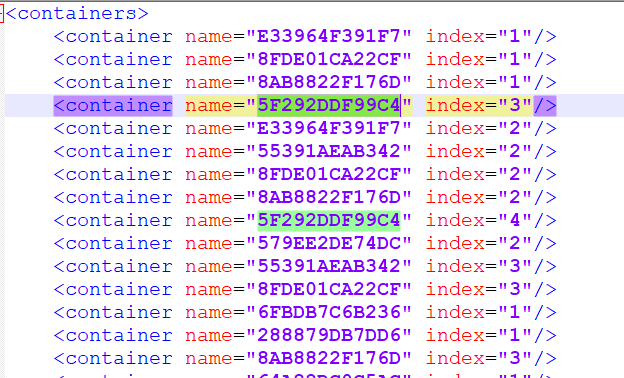 <containers>
<container name="E33964F391F7" index="1"/>
<container name="8FDE01CA22CF" index="1"/>
<container name="8AB8822F176D" index="1"/>
<container name="5F292DDF99C4" index="3"/>
<container name="E33964F391F7" index="2"/>
<container name="55391AEAB342" index="2"/>
<container name="8FDE01CA22CF" index="2"/>
<container name="8AB8822F176D" index="2"/>
<container name="5F292DDF99C4" index="4"/>
<container name="579EE2DE74DC" index="2"/>
<container name="55391AEAB342" index="3"/>
<container name="8FDE01CA22CF" index="3"/>
<container name="6FBDB7C6B236" index="1"/>
<container name="288879DB7DD6" index="1"/>
<container name="8AB8822F176D" index="3"/>